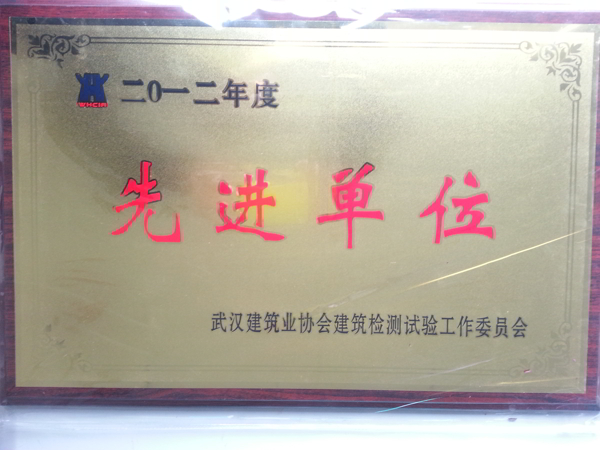 二0一二年度
先进单位
武汉建筑业协会建筑检测试验工作委员会